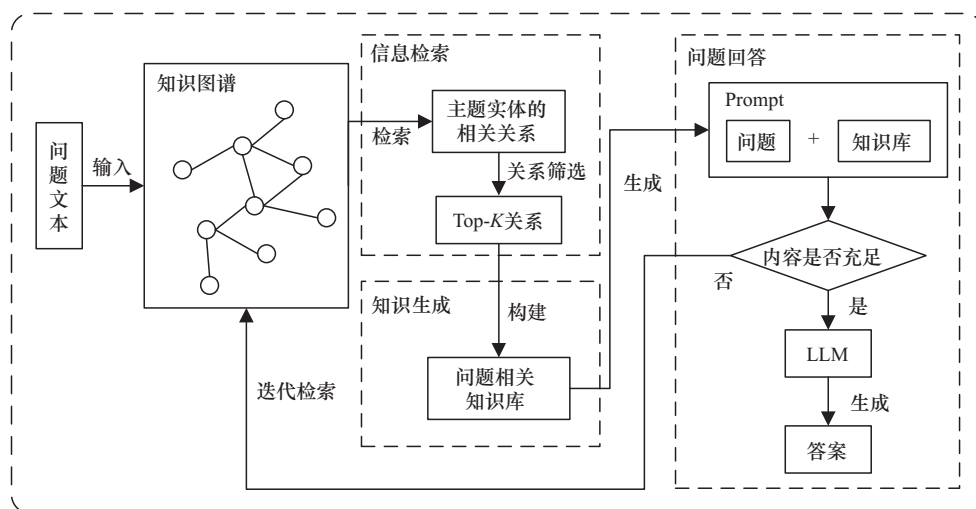 问题文本
输入
知识图谱
信息检索
检索
主题实体的
相关关系
关系筛选
Top-K关系
知识生成
构建
问题相关
知识库
生成
问题回答
Prompt
问题 + 知识库
内容是否充足
否
是
LLM
生成
答案
迭代检索